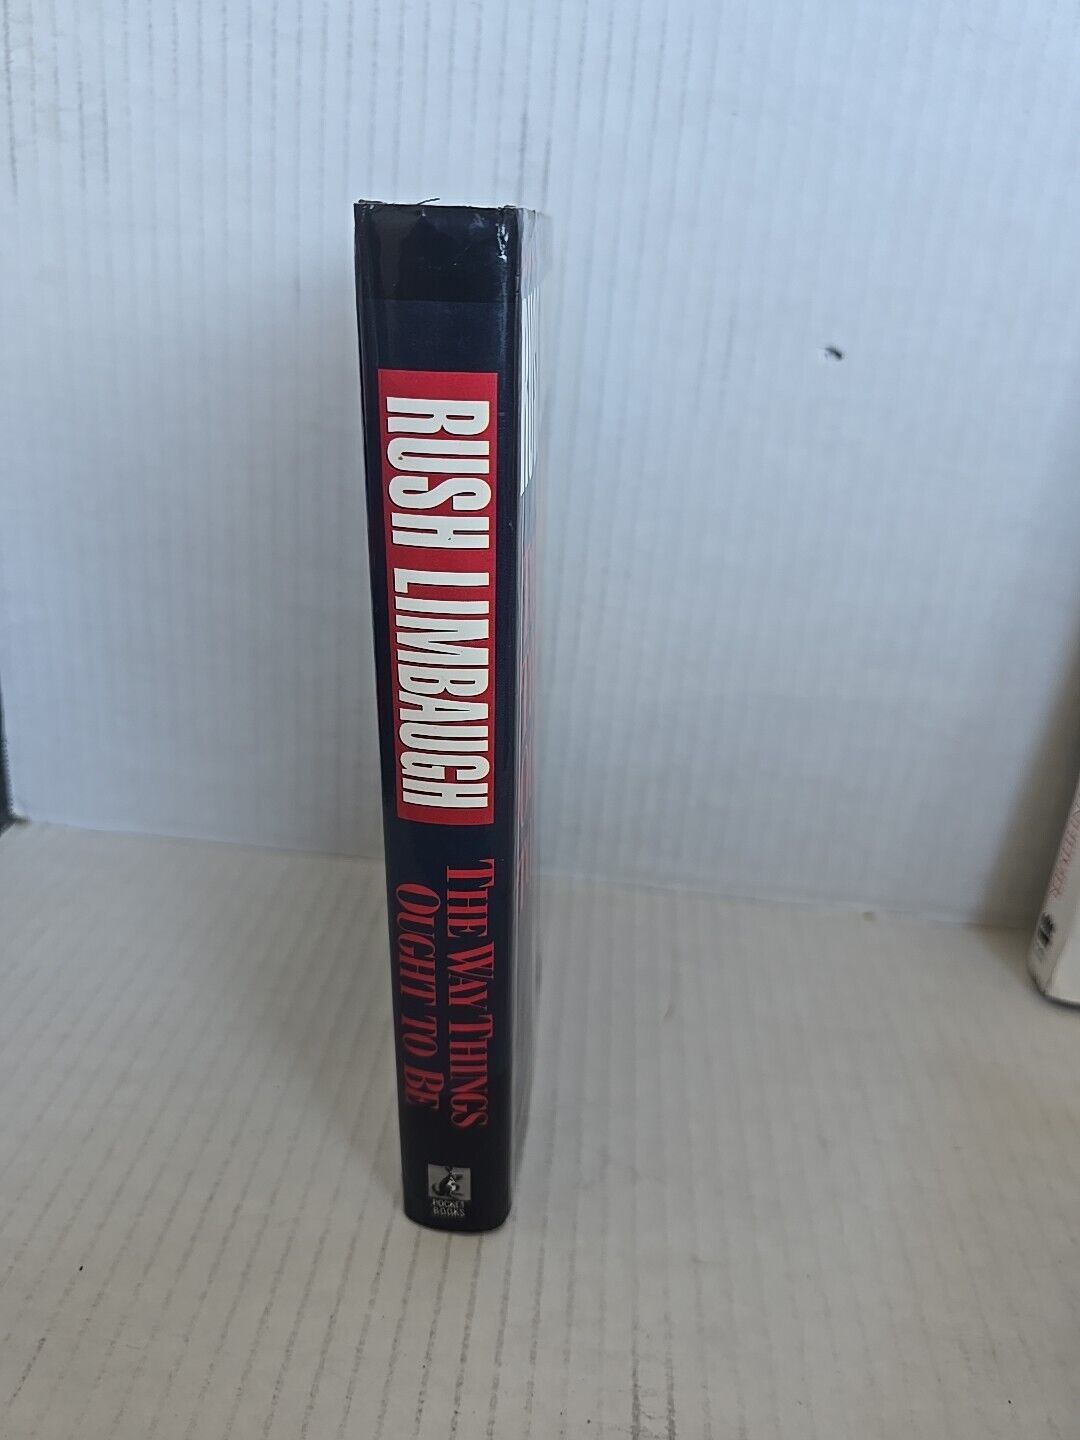 RUSH LIMBAUGH
THE WAY THINGS
OUGHT TO BE
POCKET
BOOKS